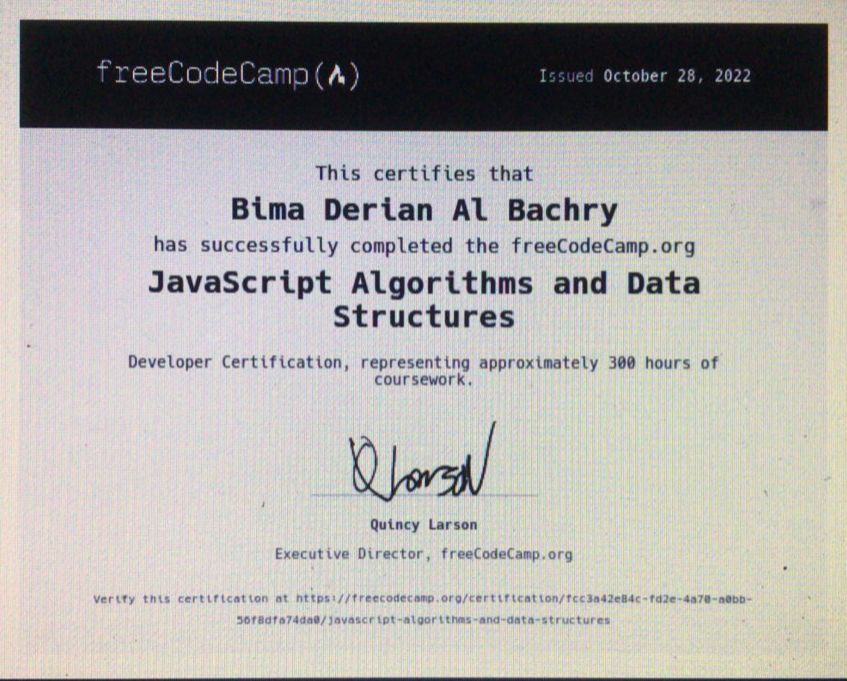 freeCodeCamp
Issued October 28, 2022
This certifies that
Bima Derian Al Bachry
has successfully completed the freeCodeCamp.org
JavaScript Algorithms and Data
Structures
Developer Certification, representing approximately 300 hours of
coursework.
Q Larson
Quincy Larson
Executive Director, freeCodeCamp.org
Verify this certification at https://freecodecamp.org/certification/fcc3a42e84c-fd2e-4a70-a0bb-
56f8dfa74da0/javascript-algorithms-and-data-structures